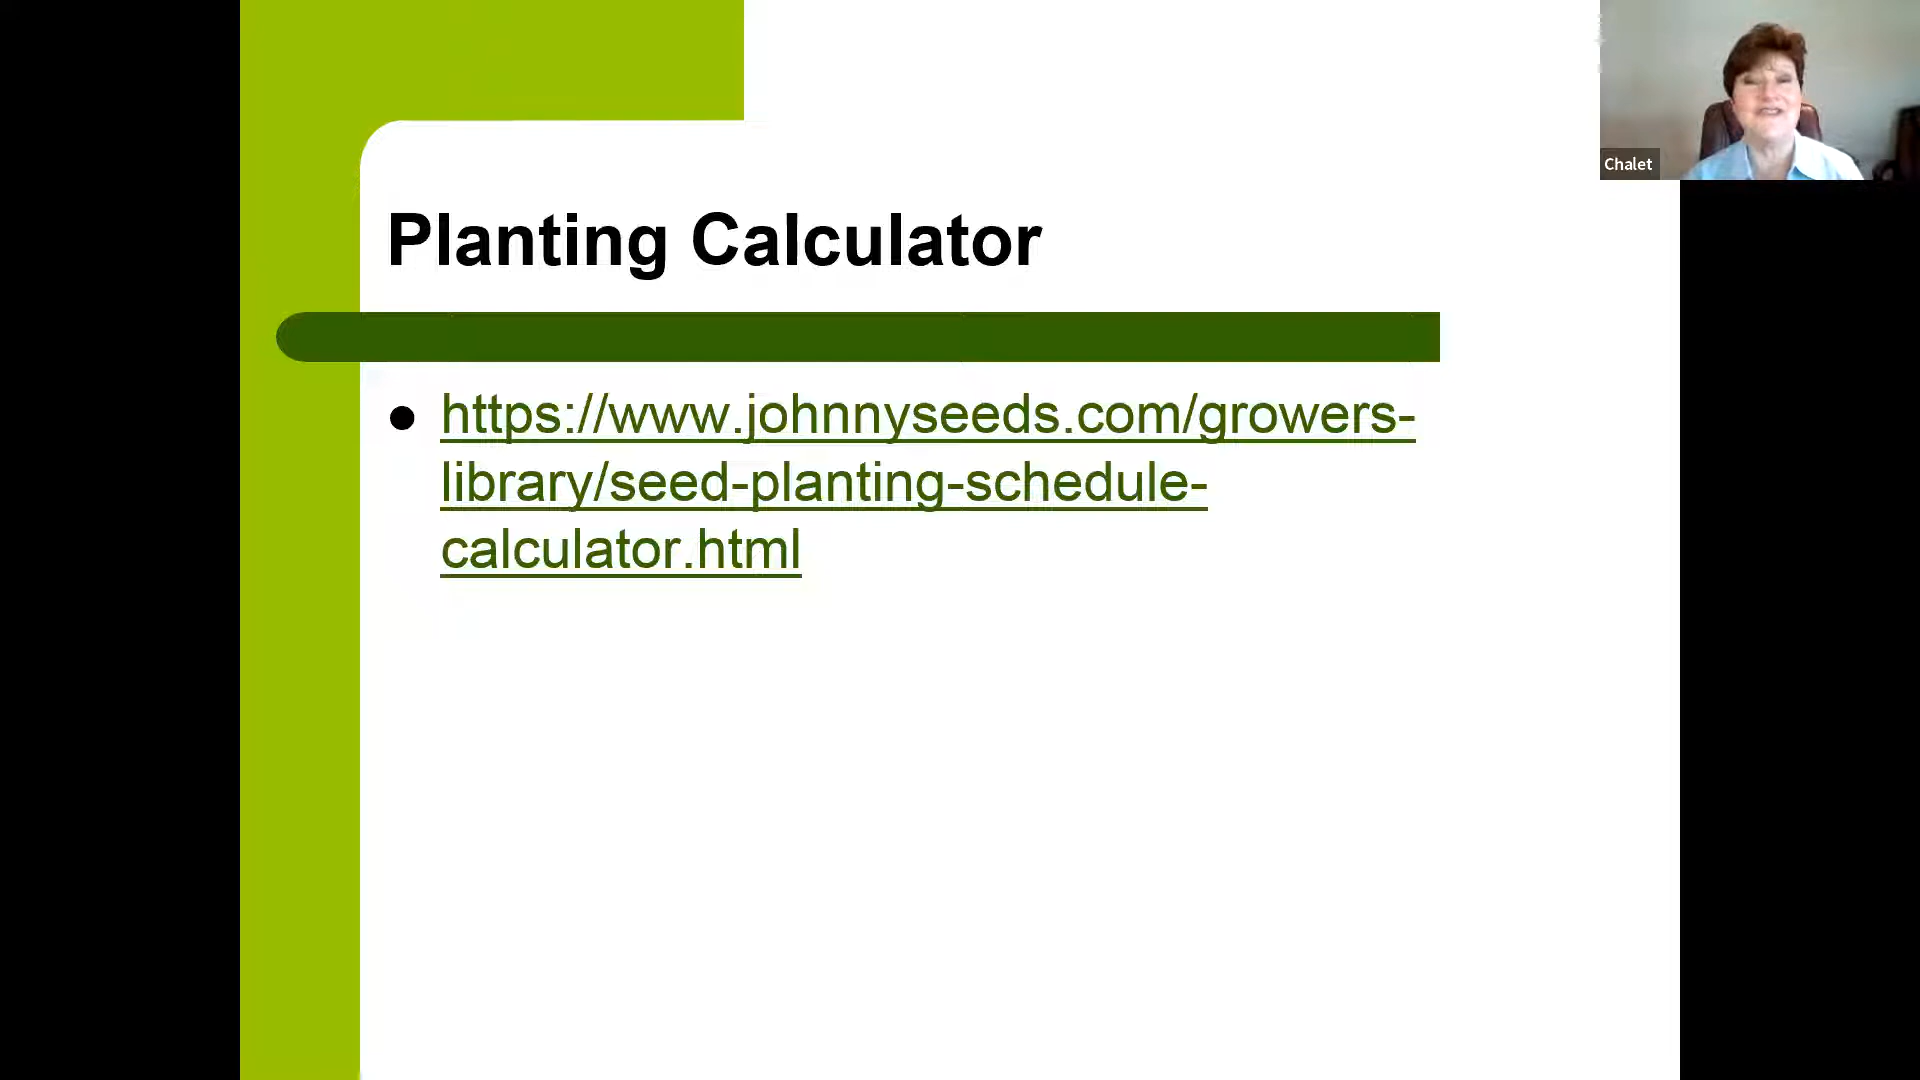 Planting Calculator
https://www.johnnyseeds.com/growers-
library/seed-planting-schedule-
calculator.html
Chalet